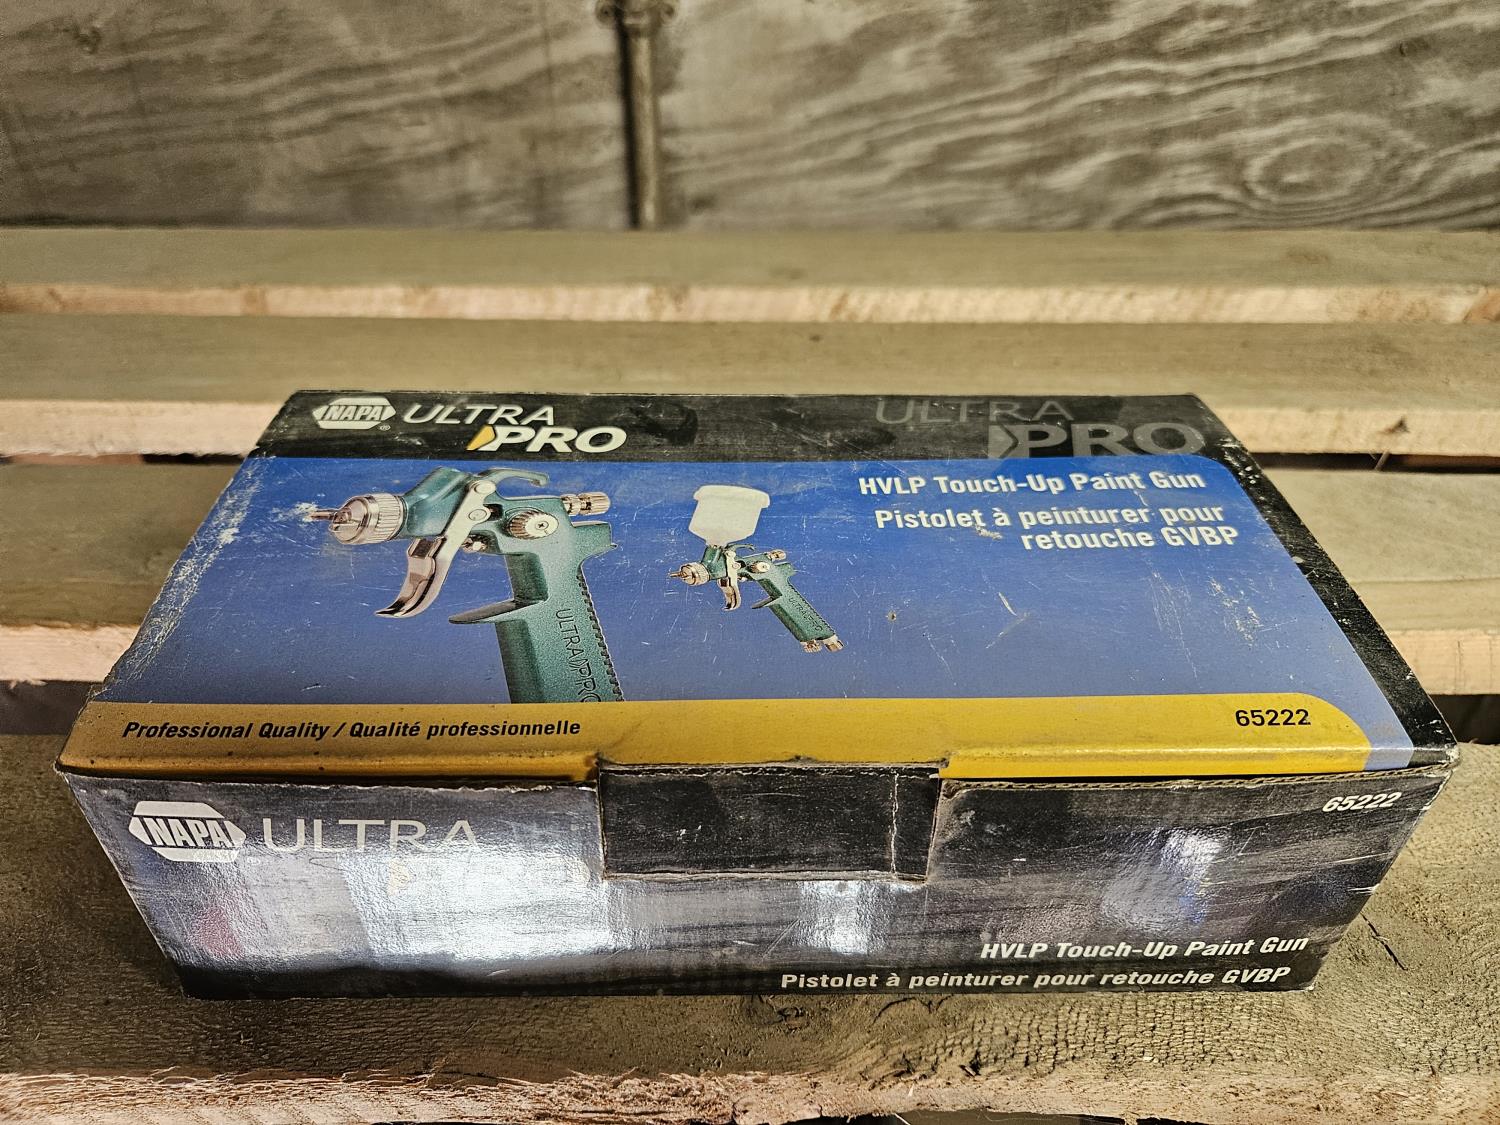 NAPA ® ULTRA
PRO
ULTRA
PRO
HVLP Touch-Up Paint Gun
Pistolet à peinturer pour
retouche GVBP
ULTRA PRO
Professional Quality / Qualité professionnelle
65222
NAPA ULTRA
65222
HVLP Touch-Up Paint Gun
Pistolet à peinturer pour retouche GVBP